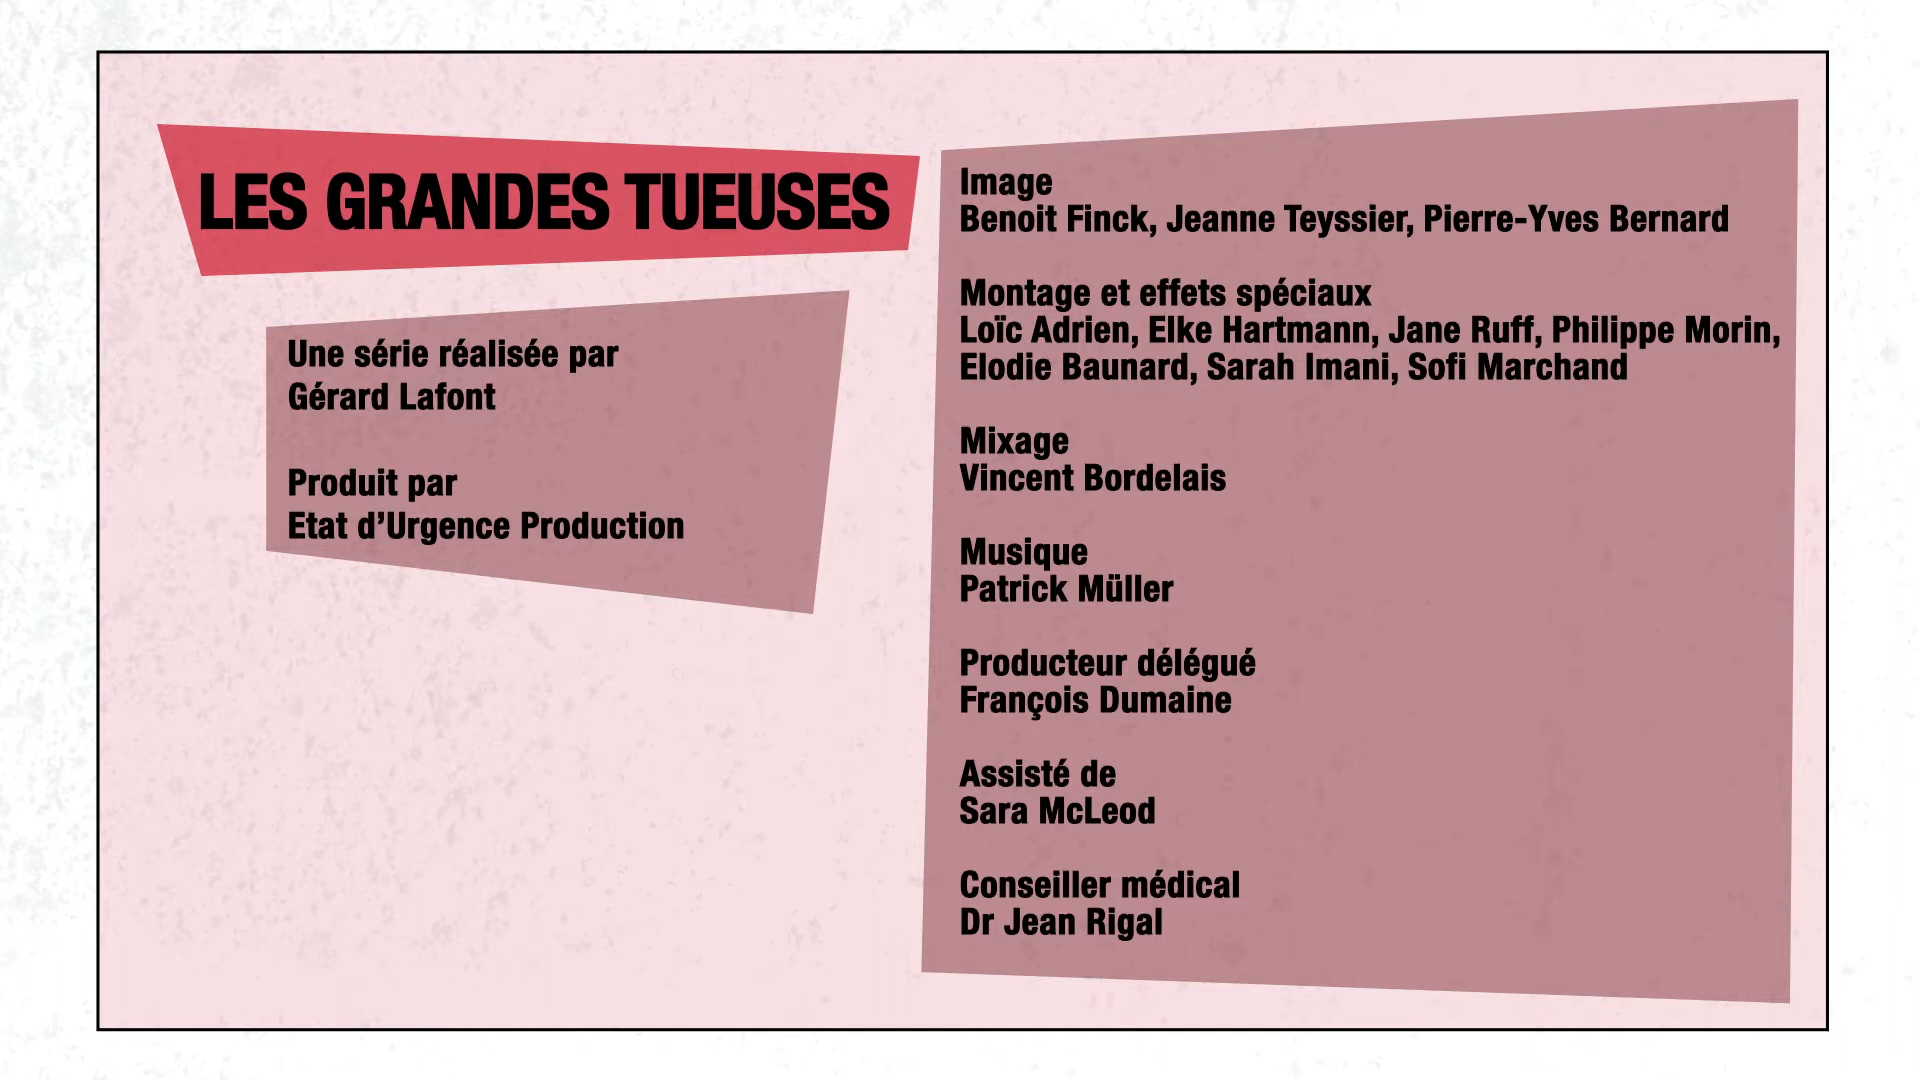 LES GRANDES TUEUSES
Une série réalisée par
Gérard Lafont
Produit par
Etat d’Urgence Production
Image
Benoit Finck, Jeanne Teyssier, Pierre-Yves Bernard
Montage et effets spéciaux
Loïc Adrien, Elke Hartmann, Jane Ruff, Philippe Morin,
Elodie Baunard, Sarah Imani, Sofi Marchand
Mixage
Vincent Bordelais
Musique
Patrick Müller
Producteur délégué
François Dumaine
Assisté de
Sara McLeod
Conseiller médical
Dr Jean Rigal